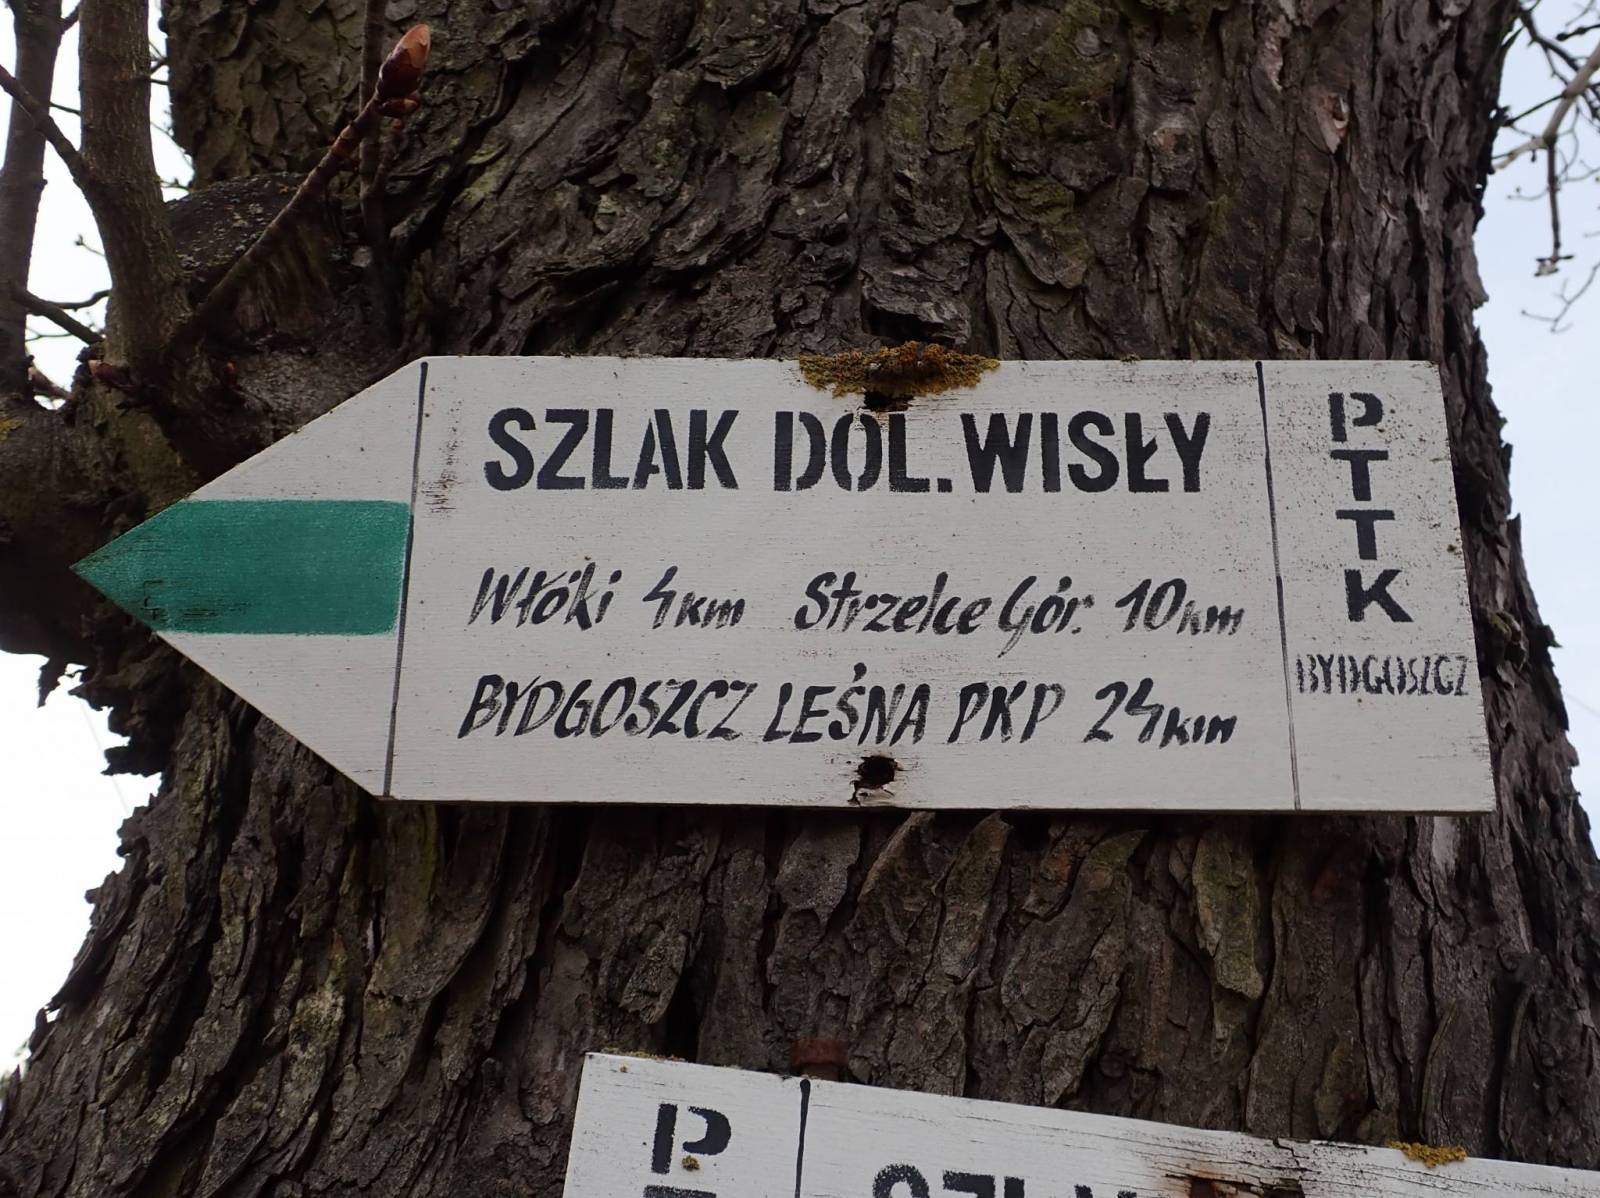 SZLAK DOL. WISŁY
Włóki 4km Strzelce Gór. 10km
BYDGOSZCZ LEŚNA PKP 24km
PTTK
BYDGOSZCZ
P